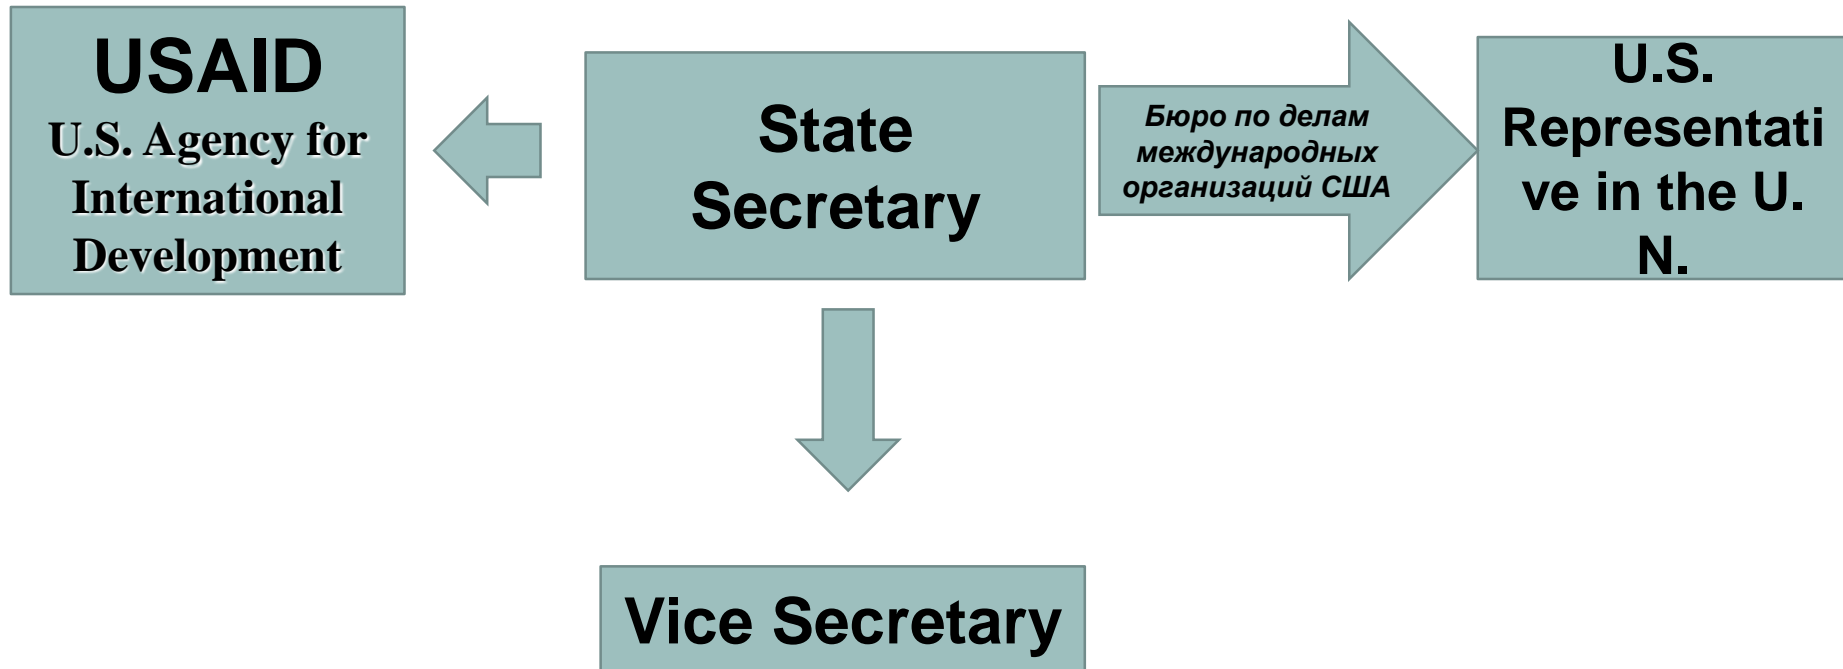 USAID
U.S. Agency for
International
Development
State
Secretary
Бюро по делам
международных
организаций США
U.S.
Representati
ve in the U.
N.
Vice Secretary